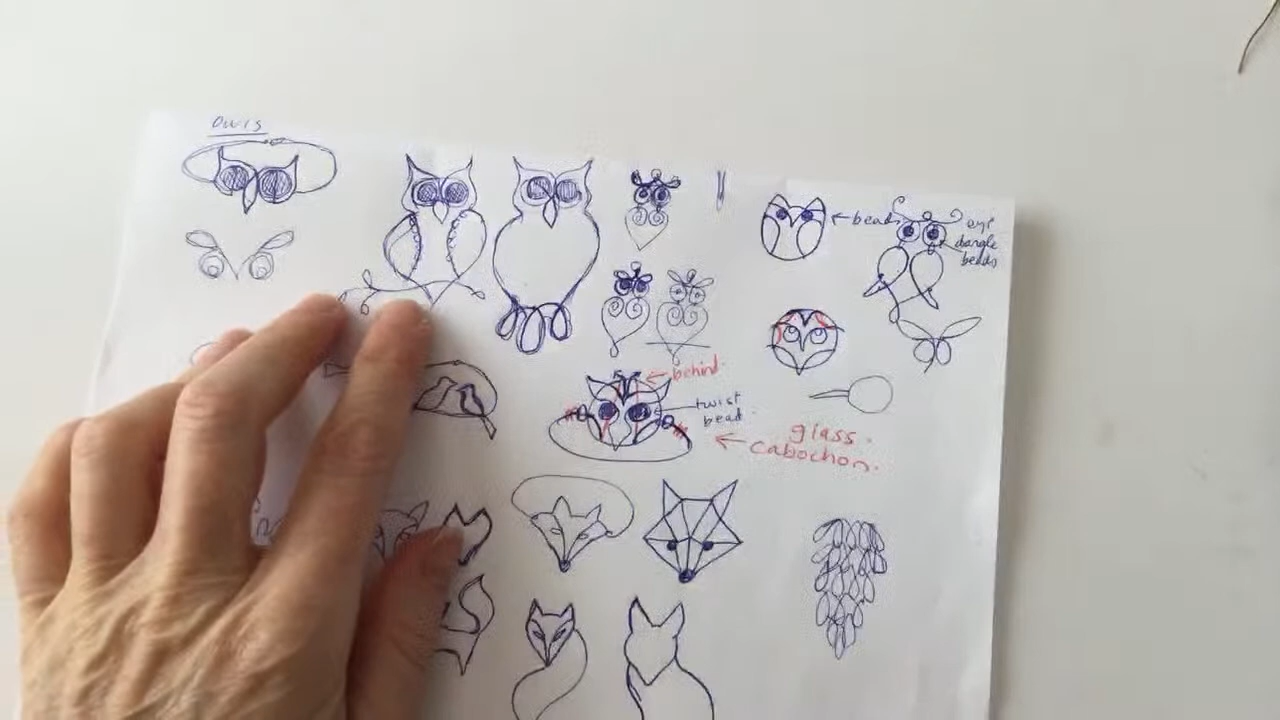 owls
←bead
eye
dangle
beads
←behind.
twist
bead.
← glass.
cabochon.